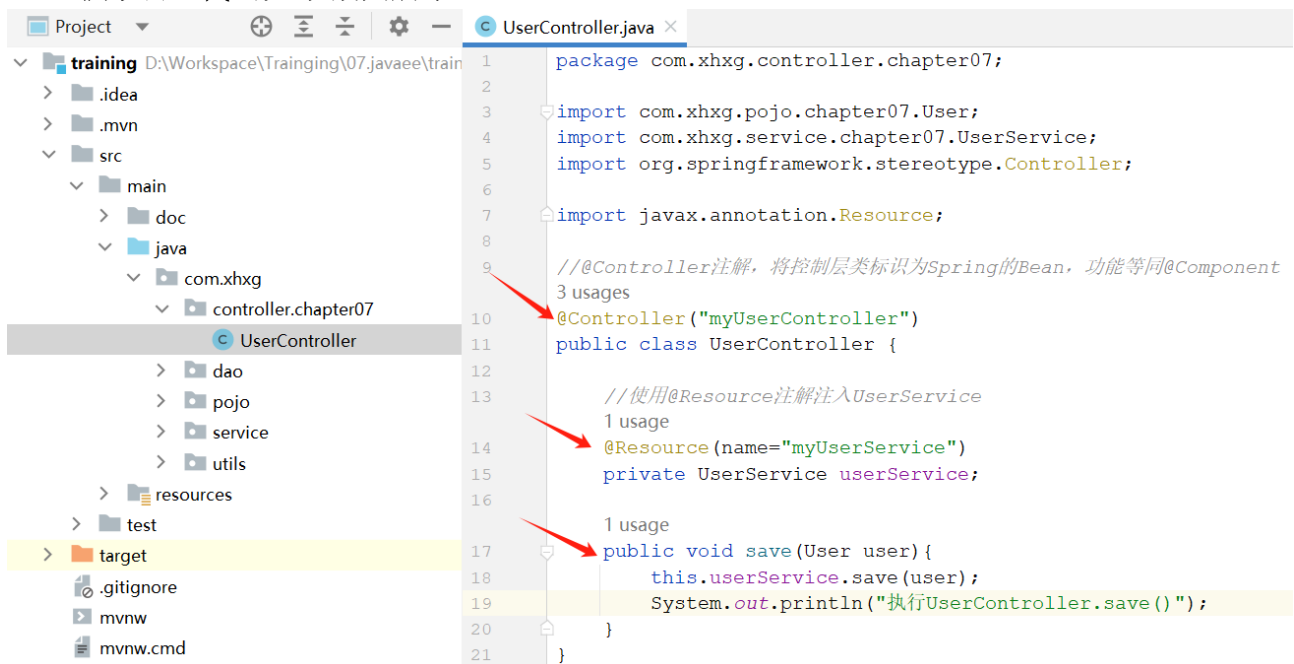 Project
training D:\Workspace\Trainging\07.javaee\train
.idea
.mvn
src
main
doc
java
com.xhxg
controller.chapter07
UserController
dao
pojo
service
utils
resources
test
target
.gitignore
mvnw
mvnw.cmd
UserController.java
1 package com.xhxg.controller.chapter07;
2
3 import com.xhxg.pojo.chapter07.User;
4 import com.xhxg.service.chapter07.UserService;
5 import org.springframework.stereotype.Controller;
6
7 import javax.annotation.Resource;
8
9 //@Controller注解，将控制层类标识为Spring的Bean，功能等同@Component
3 usages
10 @Controller("myUserController")
11 public class UserController {
12
13 //使用@Resource注解注入UserService
1 usage
14 @Resource(name="myUserService")
15 private UserService userService;
16
1 usage
17 public void save(User user){
18 this.userService.save(user);
19 System.out.println("执行UserController.save()");
20 }
21 }